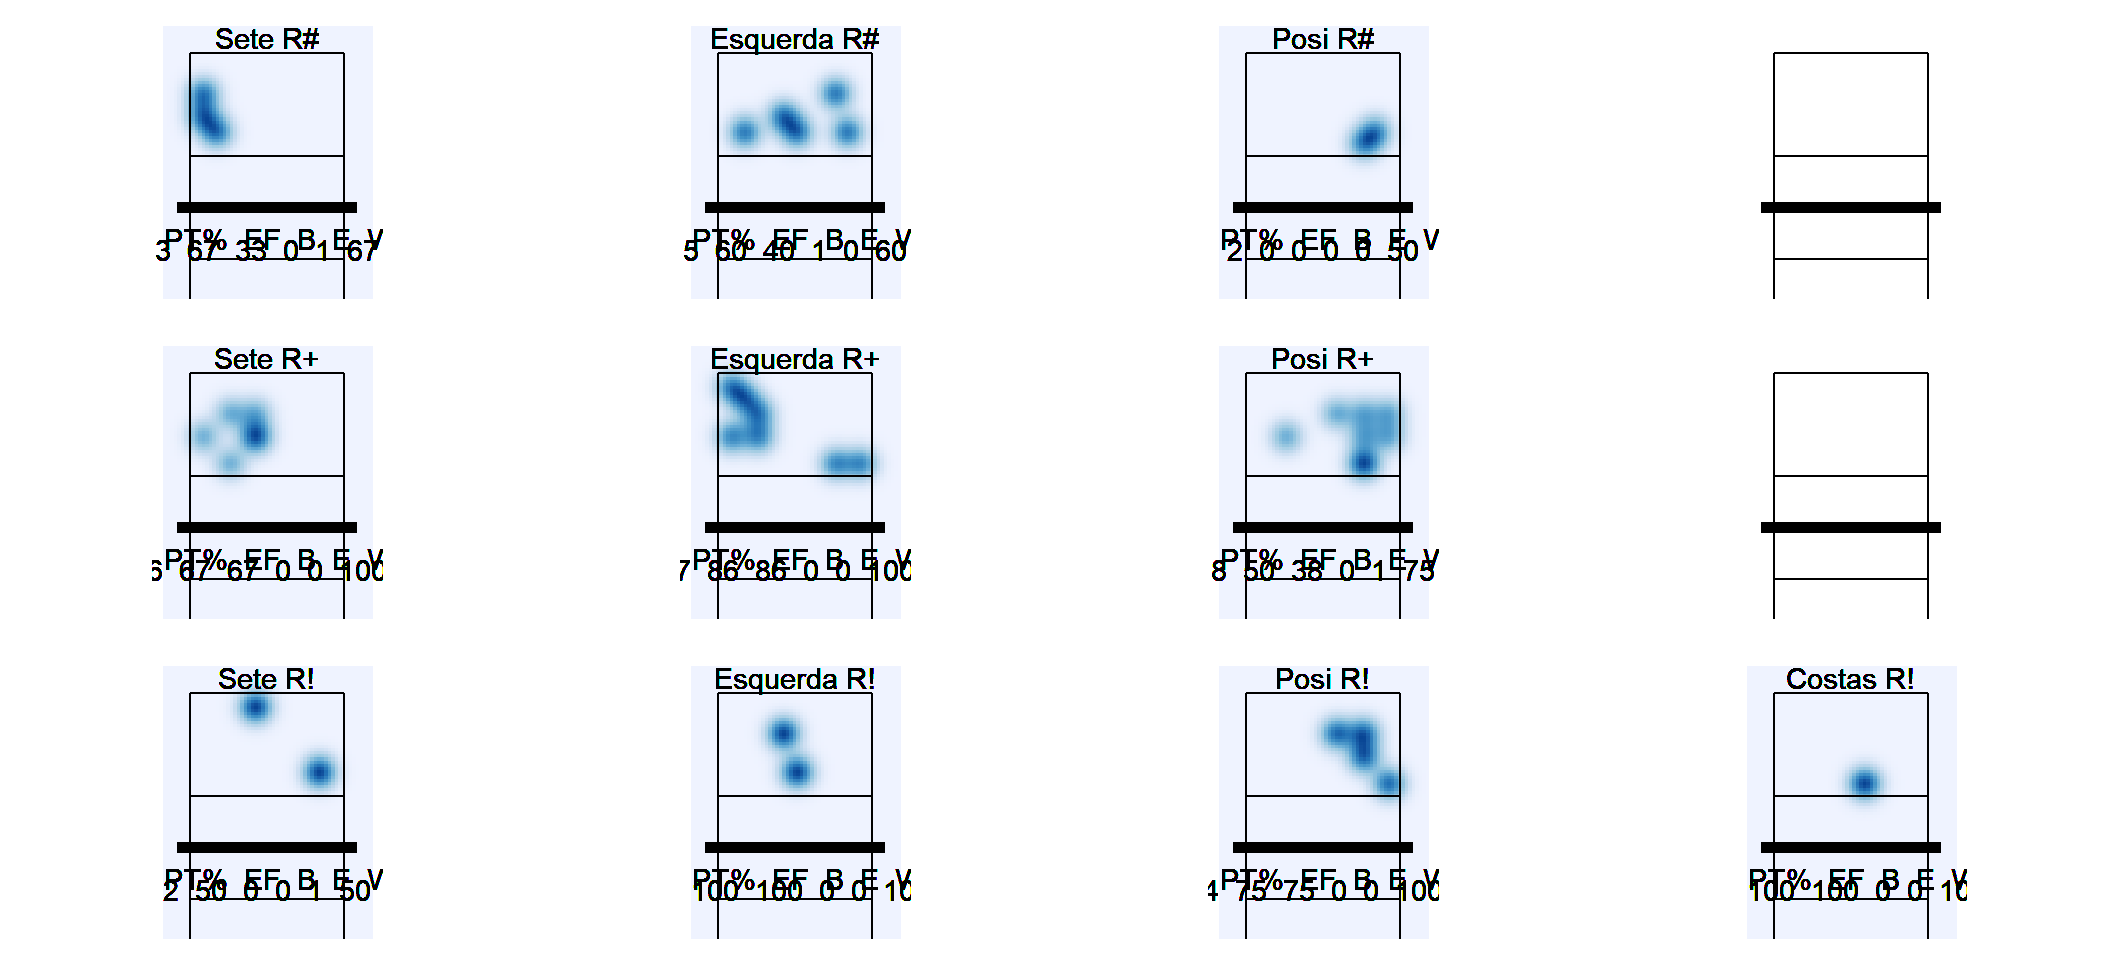 Sete R#
Esquerda R#
Posi R#
PT% EF B E V
3 67 33 0 1 67
PT% EF B E V
5 60 40 1 0 60
PT% EF B E V
2 0 0 0 0 50
Sete R+
Esquerda R+
Posi R+
PT% EF B E V
6 67 67 0 0 100
PT% EF B E V
7 86 86 0 0 100
PT% EF B E V
8 50 38 0 1 75
Sete R!
Esquerda R!
Posi R!
Costas R!
PT% EF B E V
2 50 0 0 1 50
PT% EF B E V
100 100 0 0 10
PT% EF B E V
4 75 75 0 0 100
PT% EF B E V
100 100 0 0 10